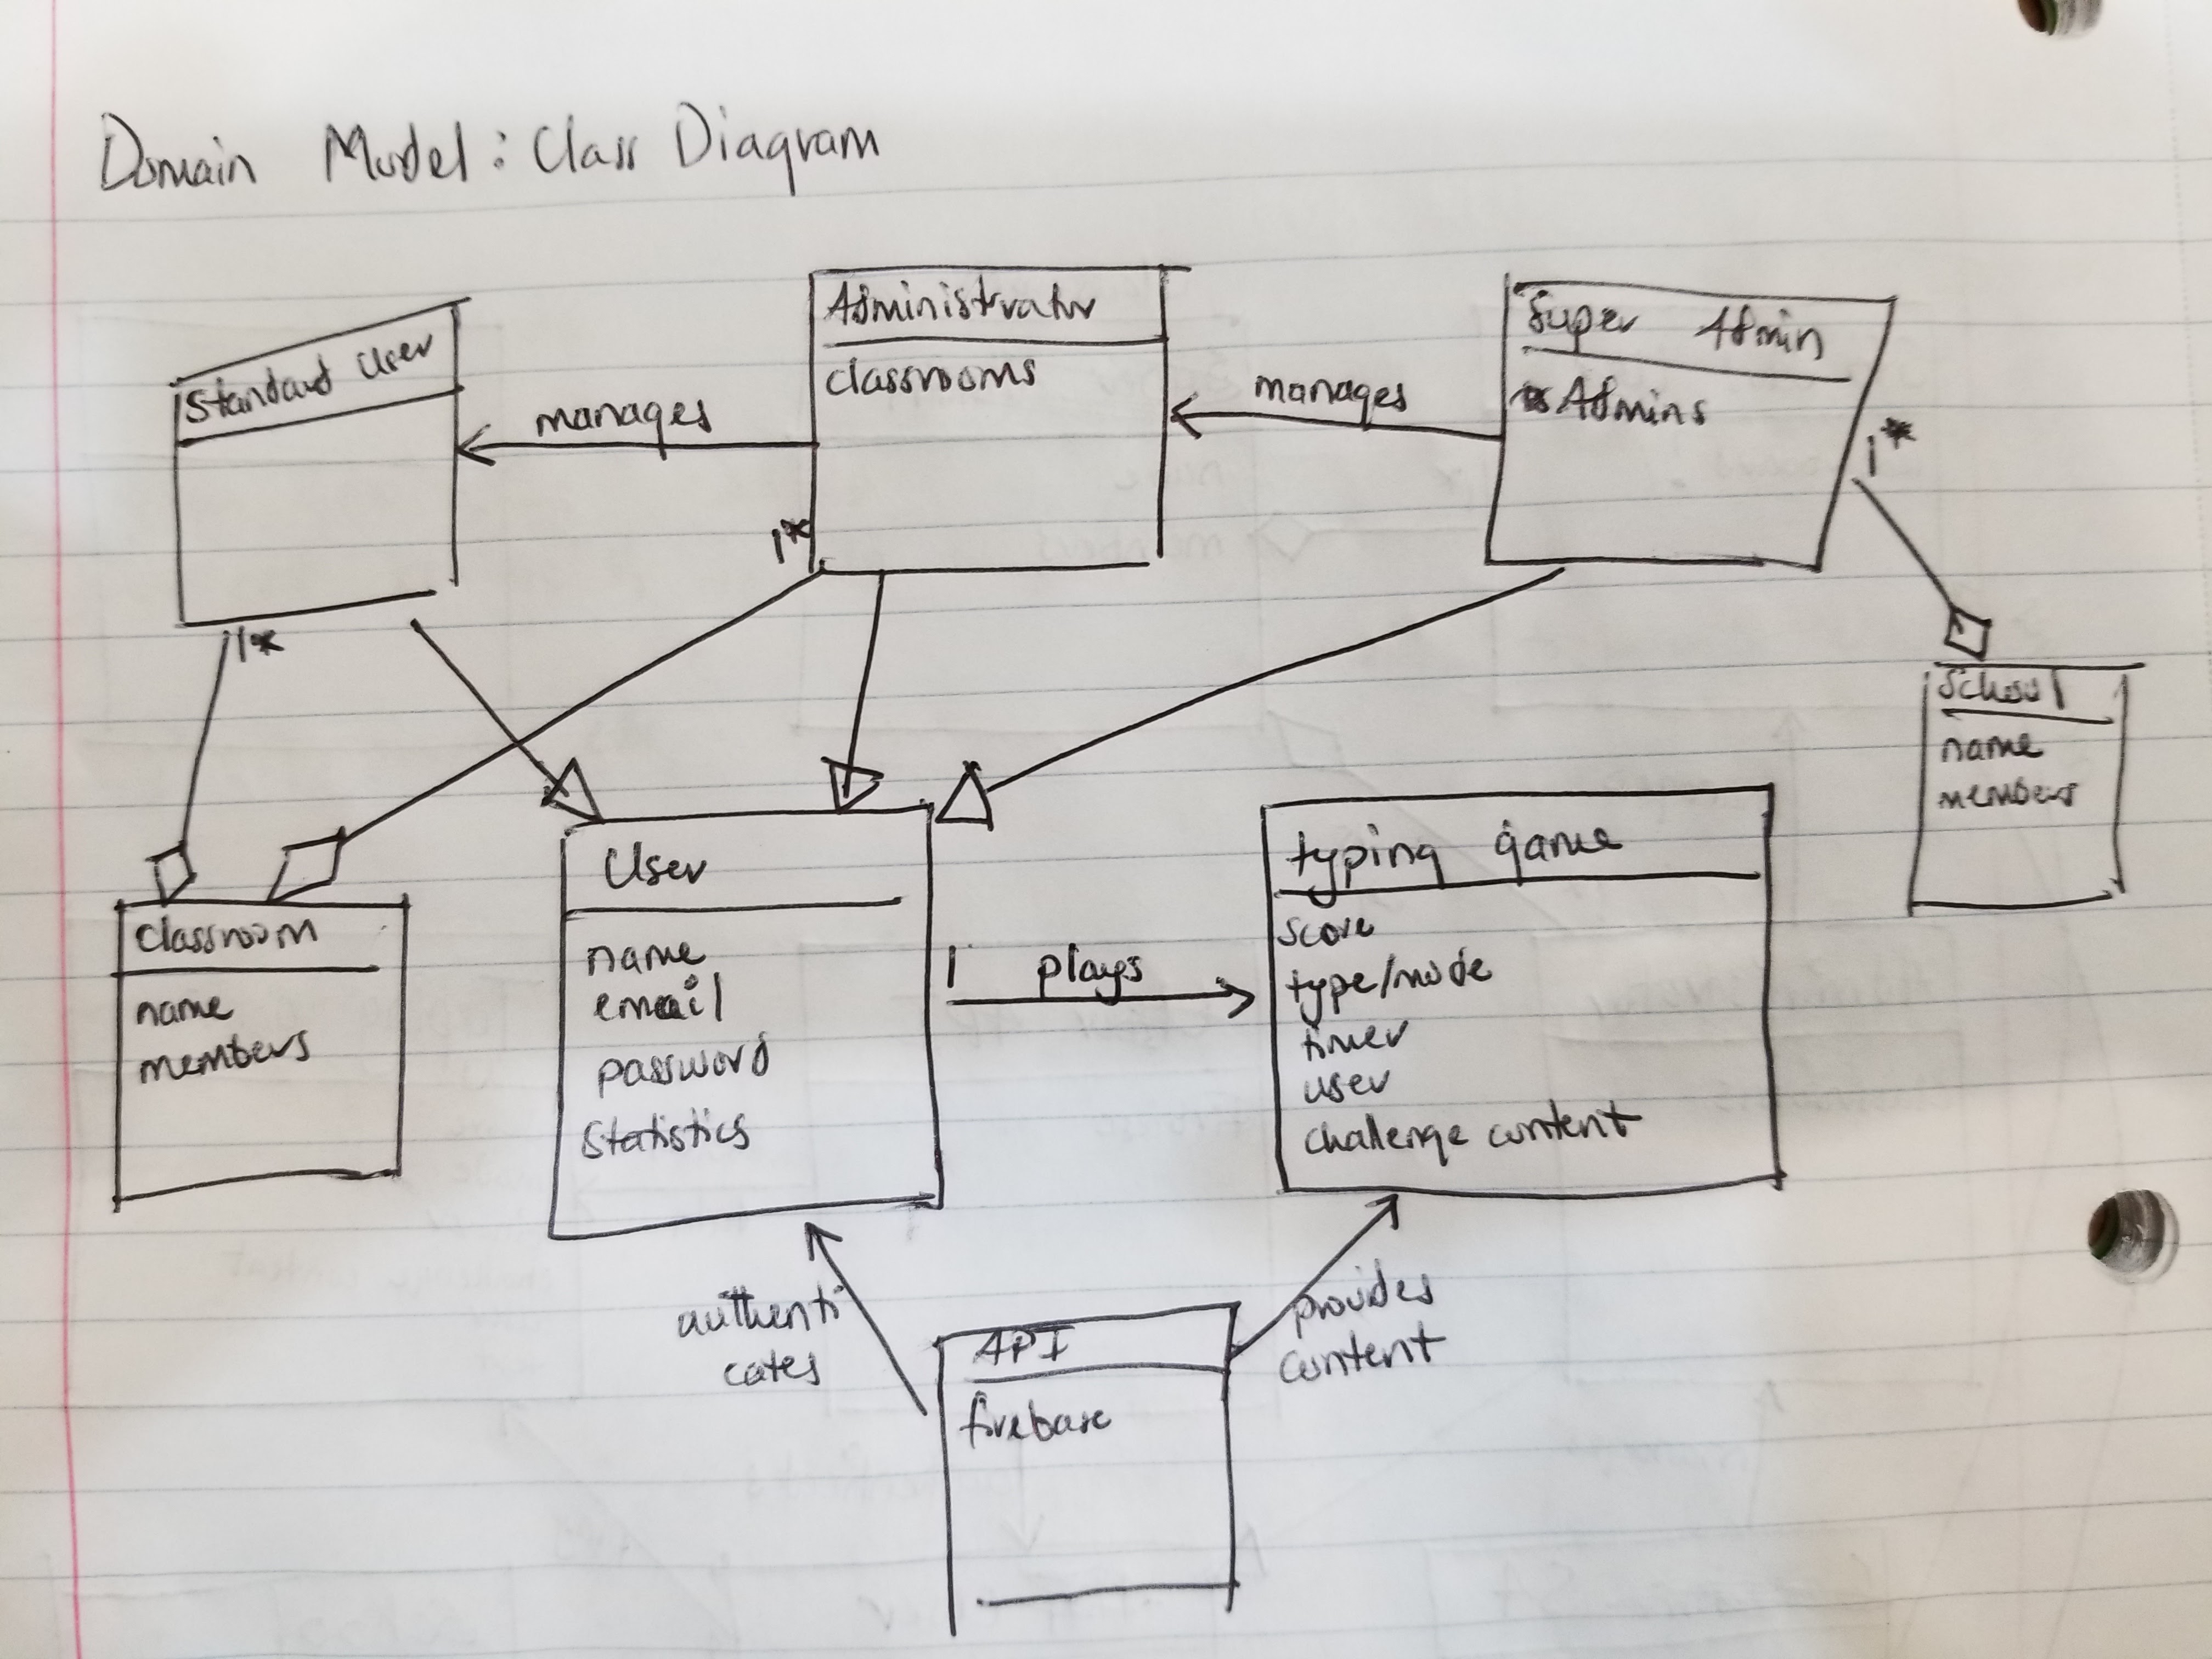 Domain Model: Class Diagram
Standard User
manages
Administrator
classrooms
manages
Super Admin
Admins
1*
1*
1*
School
name
members
Classroom
name
members
User
name
email
password
Statistics
1 plays
typing game
score
type/mode
timer
user
challenge content
authenti
cates
API
firebase
provides
content